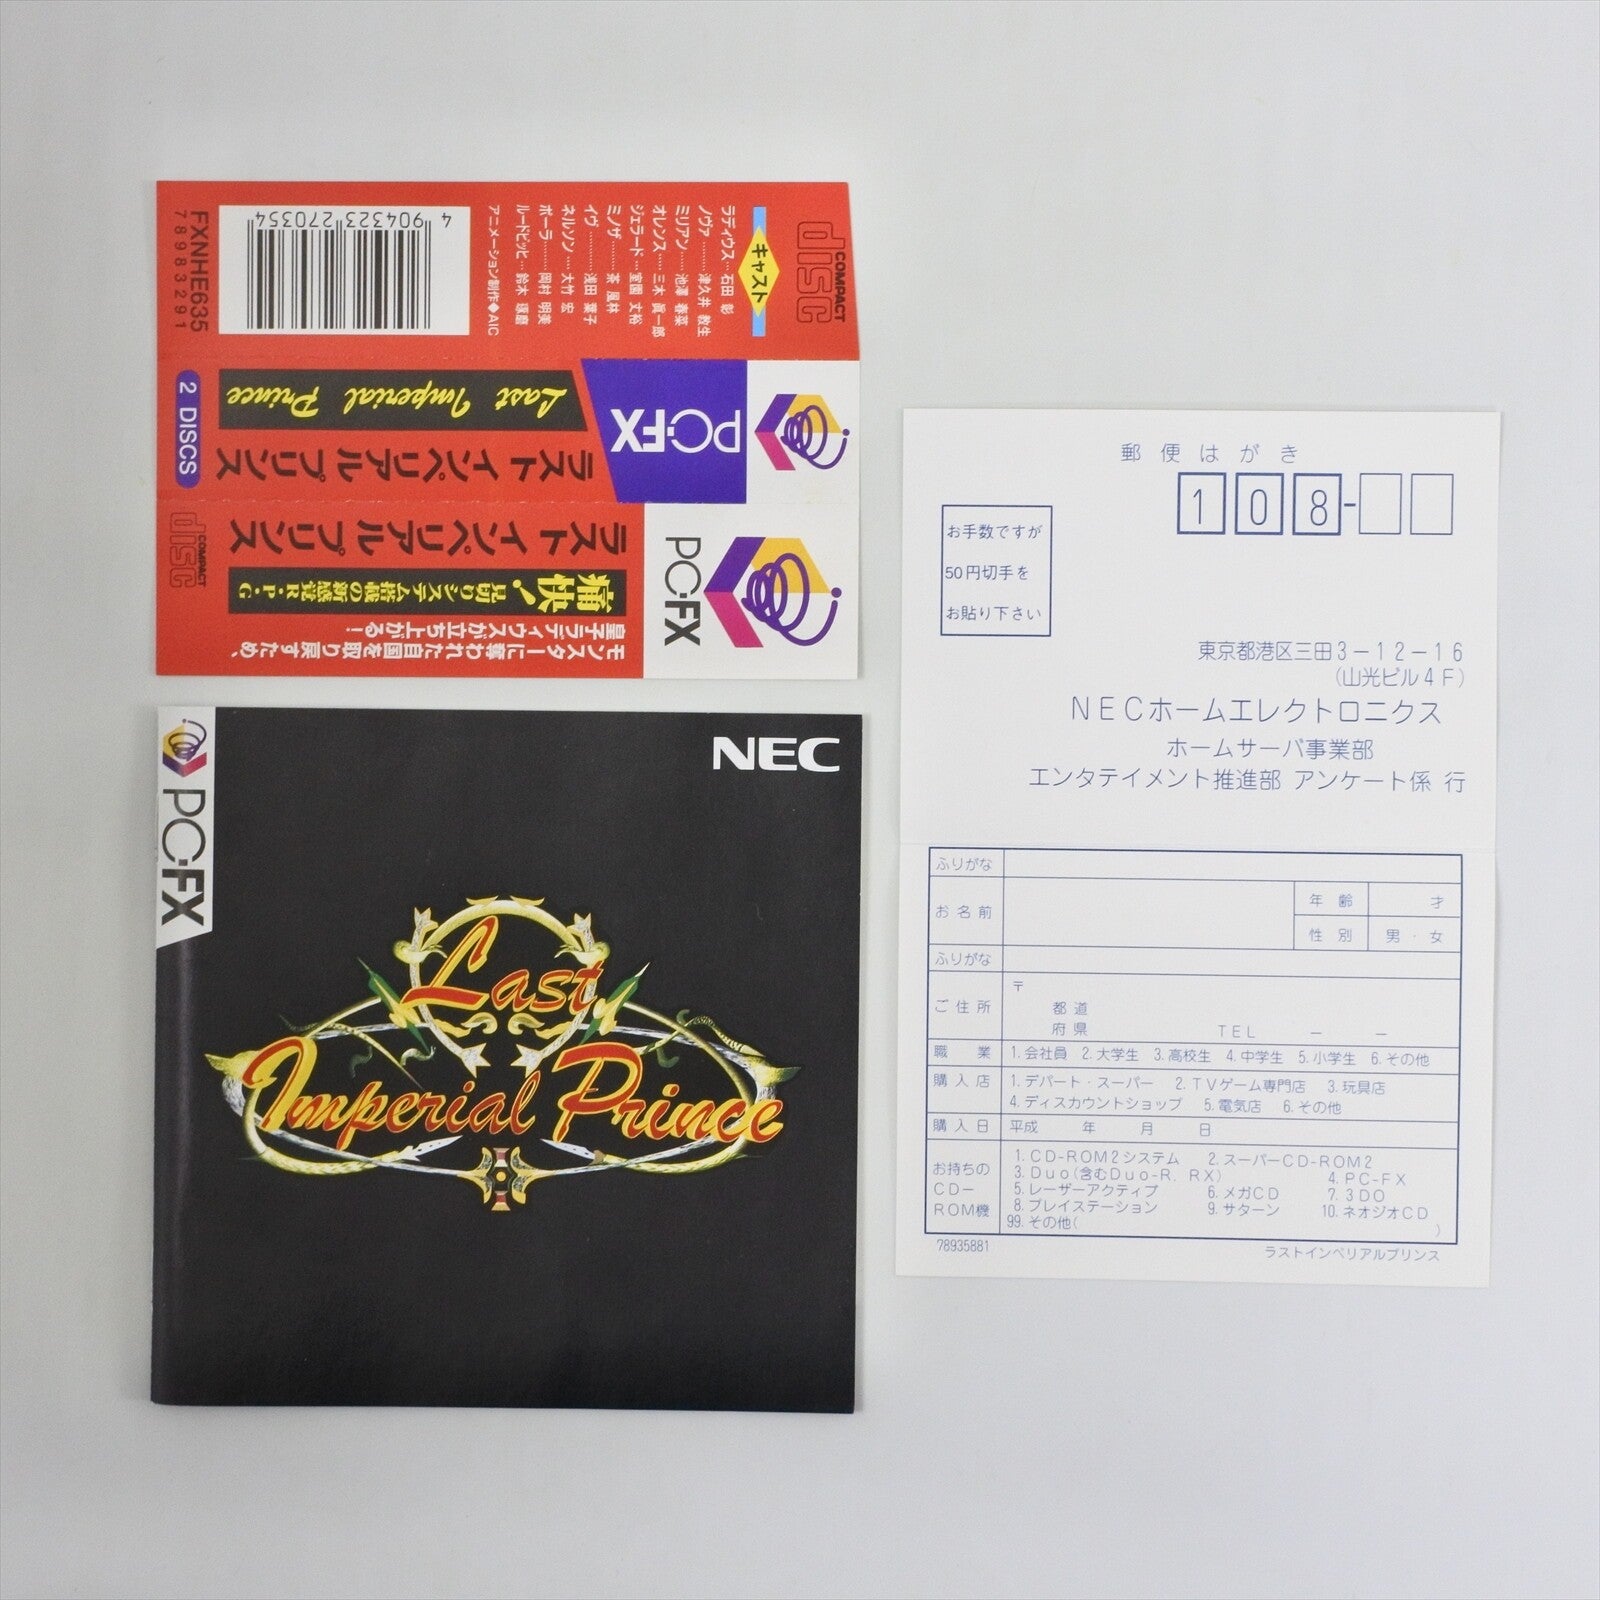 COMPACT
disc
キャスト
ラディウス…石田 彰
ノヴァ………津久井 教生
ミリアン……池澤 春菜
オレンス……三木 眞一郎
ジェラード…室園 丈裕
ミノザ………茶 風林
イヴ…………浅田 葉子
ネルソン……大竹 宏
ポーラ………岡村 明美
ルードビッヒ…鈴木 琢磨
アニメーション制作◆AIC
4 904323 270354
FXNHE635
78983291
PC-FX
Last Imperial Prince
ラスト インペリアル プリンス
2 DISCS
PC-FX
モンスターに奪われた自国を取り戻すため、
皇子ラディウスが立ち上がる!
痛快!見切りシステム搭載の新感覚R・P・G
ラスト インペリアル プリンス
COMPACT
disc
PC-FX
NEC
Last
Imperial Prince
郵便はがき
108-
お手数ですが
50円切手を
お貼り下さい
東京都港区三田3-12-16
(山光ビル4F)
NECホームエレクトロニクス
ホームサーバ事業部
エンタテイメント推進部 アンケート係 行
ふりがな
お名前
年齢 才
性別 男・女
ふりがな
ご住所 〒
都道
府県 TEL － －
職業 1.会社員 2.大学生 3.高校生 4.中学生 5.小学生 6.その他
購入店 1.デパート・スーパー 2.TVゲーム専門店 3.玩具店
4.ディスカウントショップ 5.電気店 6.その他
購入日 平成 年 月 日
お持ちのCD-ROM機
1.CD-ROM2システム 2.スーパーCD-ROM2
3.Duo(含むDuo-R. RX) 4.PC-FX
5.レーザーアクティブ 6.メガCD 7.3DO
8.プレイステーション 9.サターン 10.ネオジオCD
99.その他( )
78935881
ラストインペリアルプリンス